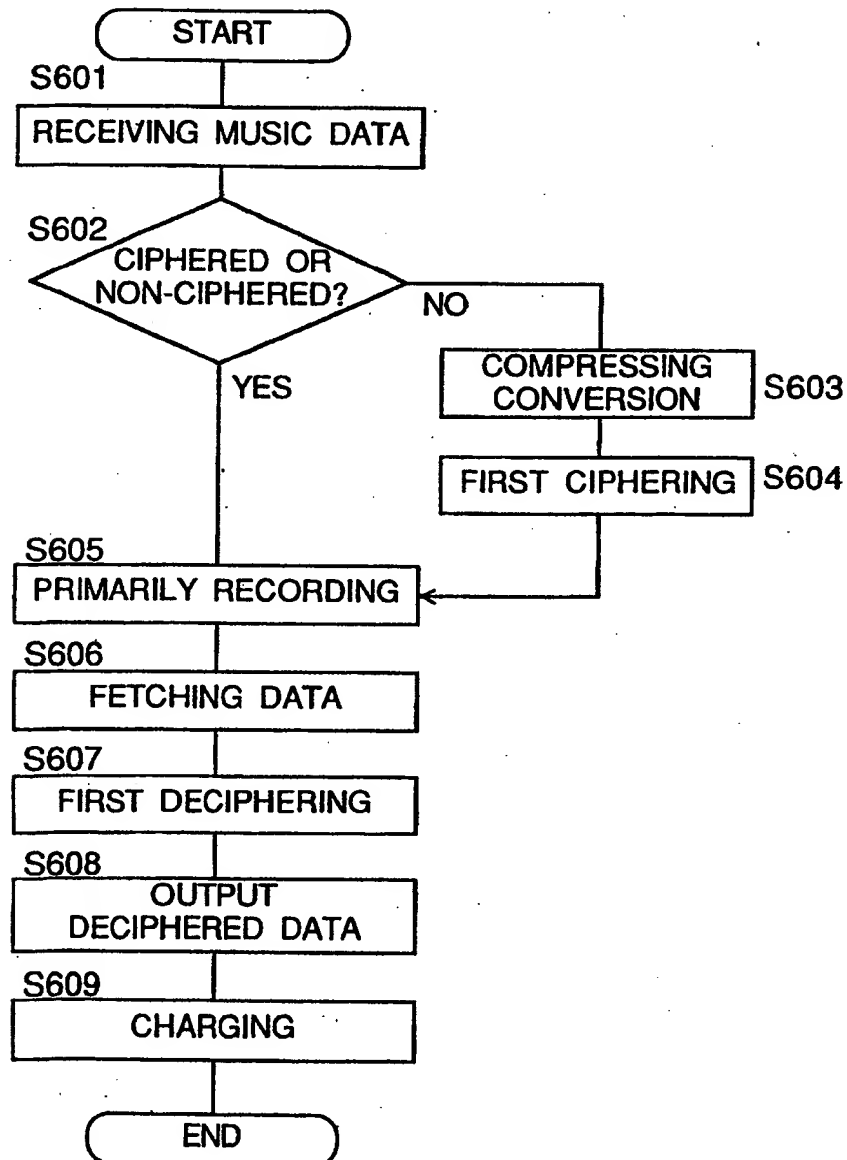 START
S601
RECEIVING MUSIC DATA
S602
CIPHERED OR
NON-CIPHERED?
NO
YES
COMPRESSING
CONVERSION
S603
FIRST CIPHERING
S604
S605
PRIMARILY RECORDING
S606
FETCHING DATA
S607
FIRST DECIPHERING
S608
OUTPUT
DECIPHERED DATA
S609
CHARGING
END